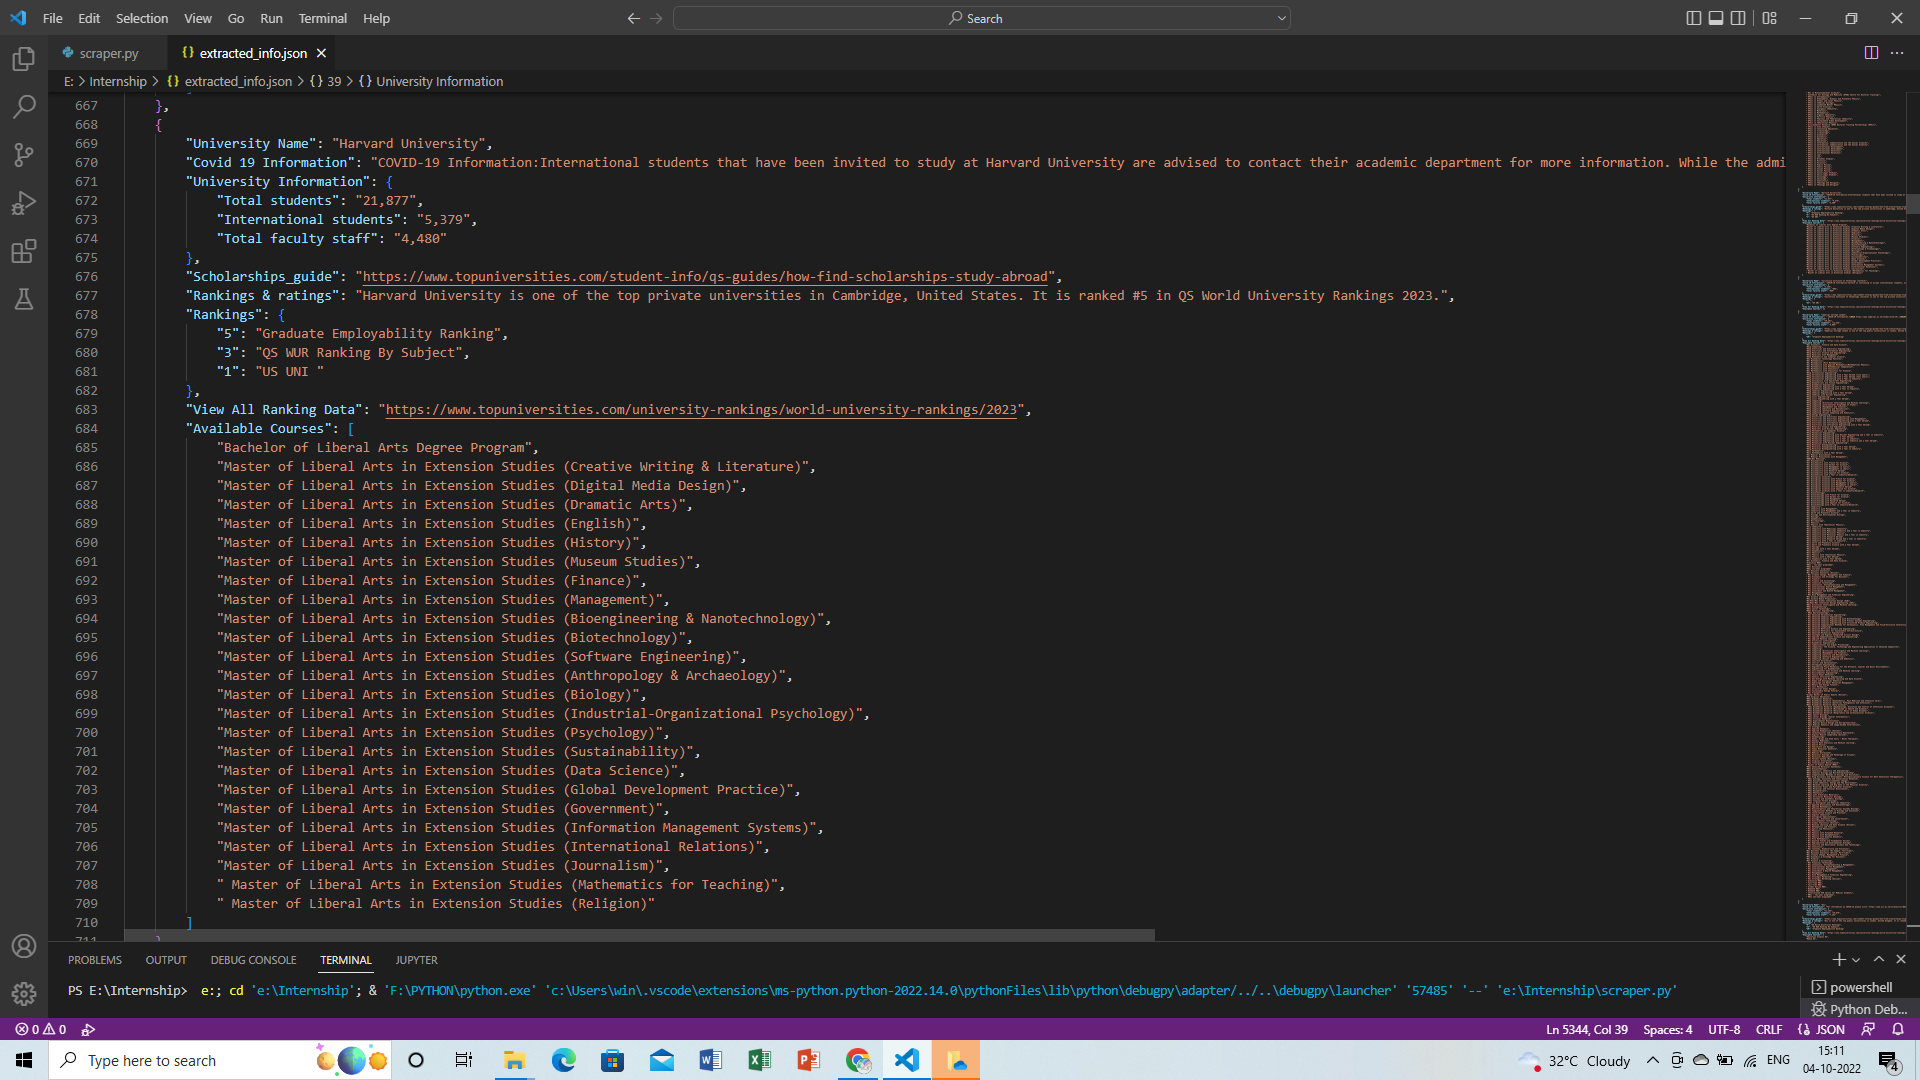 File Edit Selection View Go Run Terminal Help
Search
scraper.py
{} extracted_info.json
E: > Internship > {} extracted_info.json > {} 39 > {} University Information
667 },
668 {
669 "University Name": "Harvard University",
670 "Covid 19 Information": "COVID-19 Information:International students that have been invited to study at Harvard University are advised to contact their academic department for more information. While the admi
671 "University Information": {
672 "Total students": "21,877",
673 "International students": "5,379",
674 "Total faculty staff": "4,480"
675 },
676 "Scholarships_guide": "https://www.topuniversities.com/student-info/qs-guides/how-find-scholarships-study-abroad",
677 "Rankings & ratings": "Harvard University is one of the top private universities in Cambridge, United States. It is ranked #5 in QS World University Rankings 2023.",
678 "Rankings": {
679 "5": "Graduate Employability Ranking",
680 "3": "QS WUR Ranking By Subject",
681 "1": "US UNI "
682 },
683 "View All Ranking Data": "https://www.topuniversities.com/university-rankings/world-university-rankings/2023",
684 "Available Courses": [
685 "Bachelor of Liberal Arts Degree Program",
686 "Master of Liberal Arts in Extension Studies (Creative Writing & Literature)",
687 "Master of Liberal Arts in Extension Studies (Digital Media Design)",
688 "Master of Liberal Arts in Extension Studies (Dramatic Arts)",
689 "Master of Liberal Arts in Extension Studies (English)",
690 "Master of Liberal Arts in Extension Studies (History)",
691 "Master of Liberal Arts in Extension Studies (Museum Studies)",
692 "Master of Liberal Arts in Extension Studies (Finance)",
693 "Master of Liberal Arts in Extension Studies (Management)",
694 "Master of Liberal Arts in Extension Studies (Bioengineering & Nanotechnology)",
695 "Master of Liberal Arts in Extension Studies (Biotechnology)",
696 "Master of Liberal Arts in Extension Studies (Software Engineering)",
697 "Master of Liberal Arts in Extension Studies (Anthropology & Archaeology)",
698 "Master of Liberal Arts in Extension Studies (Biology)",
699 "Master of Liberal Arts in Extension Studies (Industrial-Organizational Psychology)",
700 "Master of Liberal Arts in Extension Studies (Psychology)",
701 "Master of Liberal Arts in Extension Studies (Sustainability)",
702 "Master of Liberal Arts in Extension Studies (Data Science)",
703 "Master of Liberal Arts in Extension Studies (Global Development Practice)",
704 "Master of Liberal Arts in Extension Studies (Government)",
705 "Master of Liberal Arts in Extension Studies (Information Management Systems)",
706 "Master of Liberal Arts in Extension Studies (International Relations)",
707 "Master of Liberal Arts in Extension Studies (Journalism)",
708 " Master of Liberal Arts in Extension Studies (Mathematics for Teaching)",
709 " Master of Liberal Arts in Extension Studies (Religion)"
710 ]
711 }
PROBLEMS OUTPUT DEBUG CONSOLE TERMINAL JUPYTER
PS E:\Internship> e:; cd 'e:\Internship'; & 'F:\PYTHON\python.exe' 'c:\Users\win\.vscode\extensions\ms-python.python-2022.14.0\pythonFiles\lib\python\debugpy\adapter/../..\debugpy\launcher' '57485' '--' 'e:\Internship\scraper.py'
powershell
Python Deb...
0 0 Ln 5344, Col 39 Spaces: 4 UTF-8 CRLF {} JSON
Type here to search
32°C Cloudy ENG
15:11
04-10-2022
4